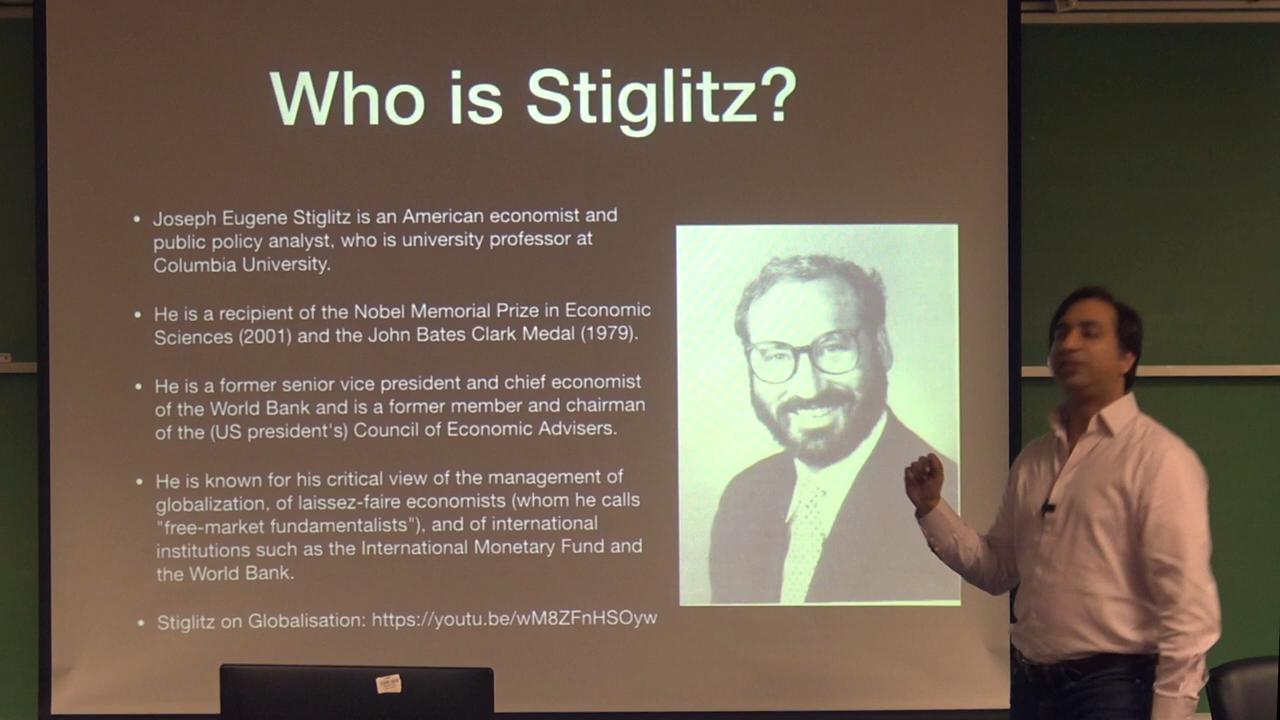 Who is Stiglitz?
• Joseph Eugene Stiglitz is an American economist and
public policy analyst, who is university professor at
Columbia University.
• He is a recipient of the Nobel Memorial Prize in Economic
Sciences (2001) and the John Bates Clark Medal (1979).
• He is a former senior vice president and chief economist
of the World Bank and is a former member and chairman
of the (US president's) Council of Economic Advisers.
• He is known for his critical view of the management of
globalization, of laissez-faire economists (whom he calls
"free-market fundamentalists"), and of international
institutions such as the International Monetary Fund and
the World Bank.
• Stiglitz on Globalisation: https://youtu.be/wM8ZFnHSOyw